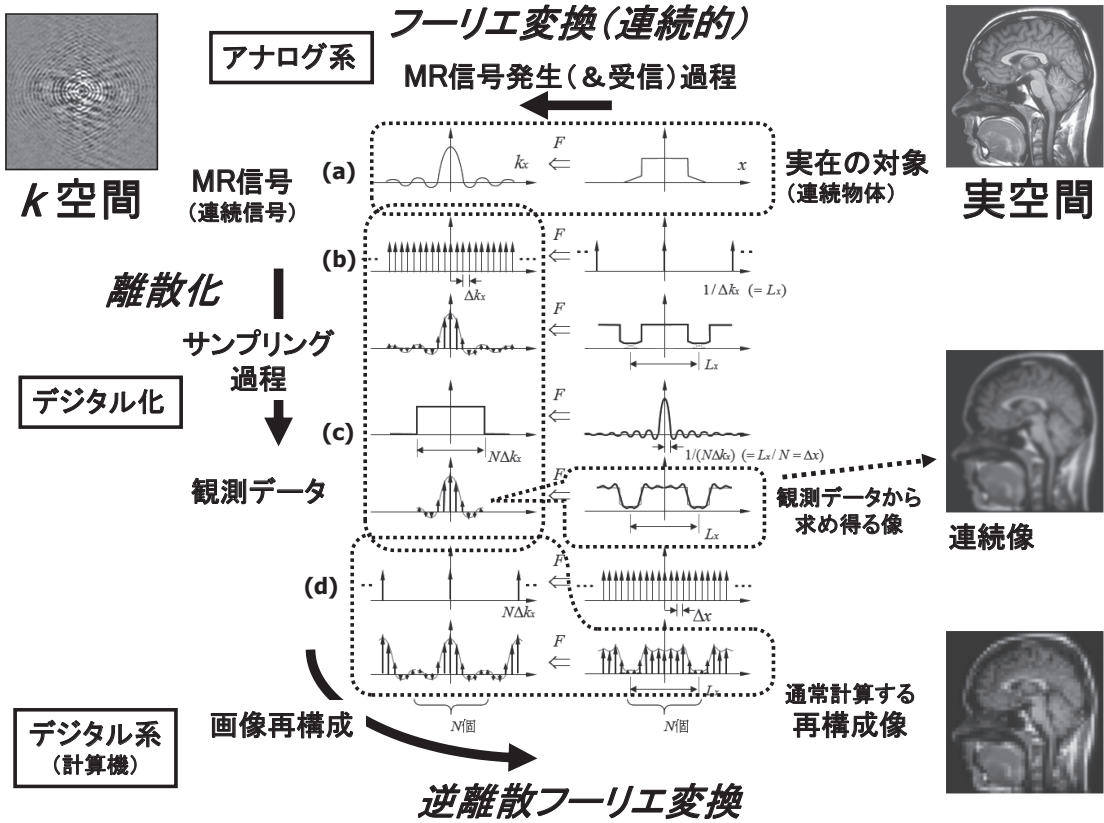 フーリエ変換(連続的)
アナログ系
MR信号発生(&受信)過程
k 空間
MR信号
(連続信号)
(a)
kx
F
⇐
x
実在の対象
(連続物体)
実空間
離散化
(b)
Δkx
F
⇐
1/Δkx (=Lx)
サンプリング
過程
F
⇐
Lx
デジタル化
(c)
NΔkx
F
⇐
1/(NΔkx) (=Lx/N=Δx)
観測データ
F
⇐
Lx
観測データから
求め得る像
連続像
(d)
NΔkx
F
⇐
Δx
F
⇐
Lx
N個
N個
通常計算する
再構成像
デジタル系
(計算機)
画像再構成
逆離散フーリエ変換